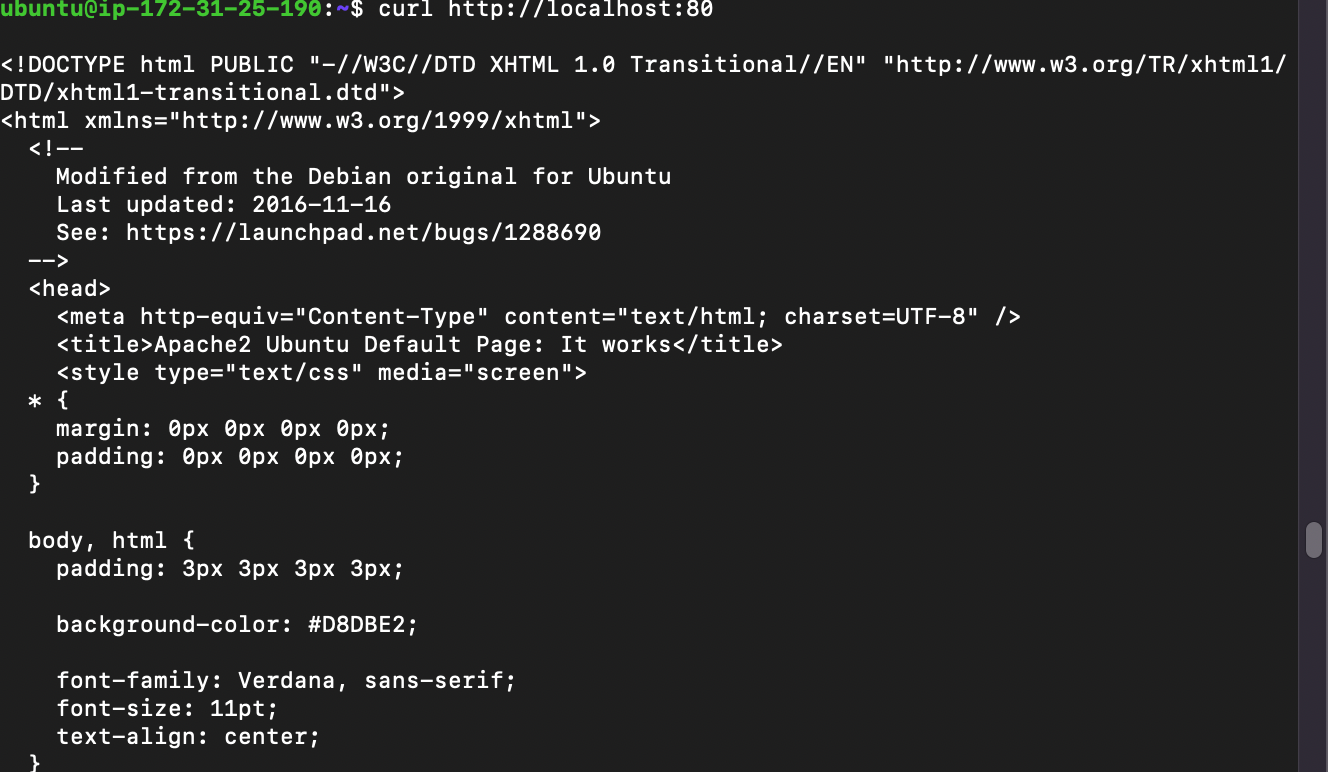 ubuntu@ip-172-31-25-190:~$ curl http://localhost:80
<!DOCTYPE html PUBLIC "-//W3C//DTD XHTML 1.0 Transitional//EN" "http://www.w3.org/TR/xhtml1/
DTD/xhtml1-transitional.dtd">
<html xmlns="http://www.w3.org/1999/xhtml">
  <!--
    Modified from the Debian original for Ubuntu
    Last updated: 2016-11-16
    See: https://launchpad.net/bugs/1288690
  -->
  <head>
    <meta http-equiv="Content-Type" content="text/html; charset=UTF-8" />
    <title>Apache2 Ubuntu Default Page: It works</title>
    <style type="text/css" media="screen">
  * {
    margin: 0px 0px 0px 0px;
    padding: 0px 0px 0px 0px;
  }
  body, html {
    padding: 3px 3px 3px 3px;
    background-color: #D8DBE2;
    font-family: Verdana, sans-serif;
    font-size: 11pt;
    text-align: center;
  }